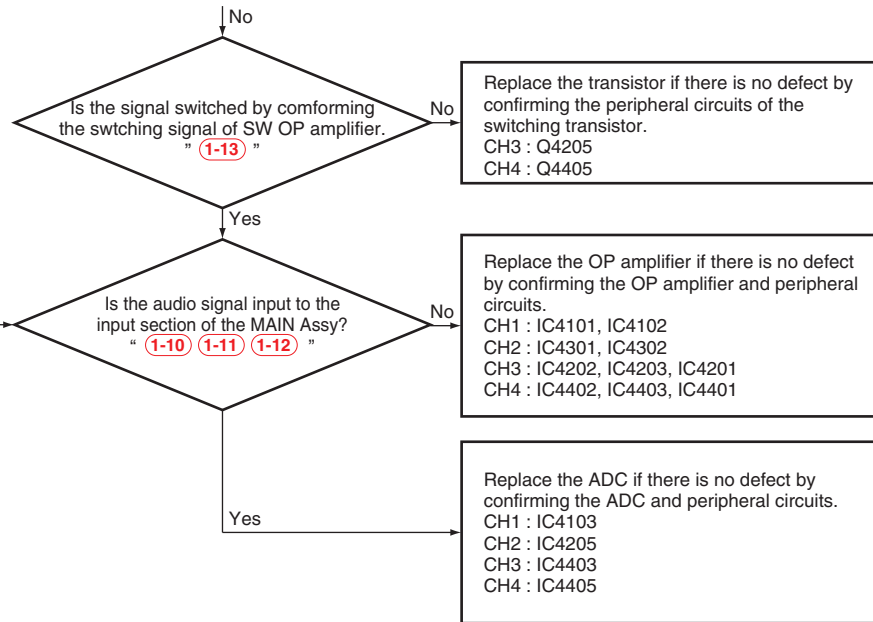 No
Is the signal switched by comforming
the swtching signal of SW OP amplifier.
" 1-13 "
No
Replace the transistor if there is no defect by
confirming the peripheral circuits of the
switching transistor.
CH3 : Q4205
CH4 : Q4405
Yes
Is the audio signal input to the
input section of the MAIN Assy?
“ 1-10 1-11 1-12 ”
No
Replace the OP amplifier if there is no defect
by confirming the OP amplifier and peripheral
circuits.
CH1 : IC4101, IC4102
CH2 : IC4301, IC4302
CH3 : IC4202, IC4203, IC4201
CH4 : IC4402, IC4403, IC4401
Yes
Replace the ADC if there is no defect by
confirming the ADC and peripheral circuits.
CH1 : IC4103
CH2 : IC4205
CH3 : IC4403
CH4 : IC4405